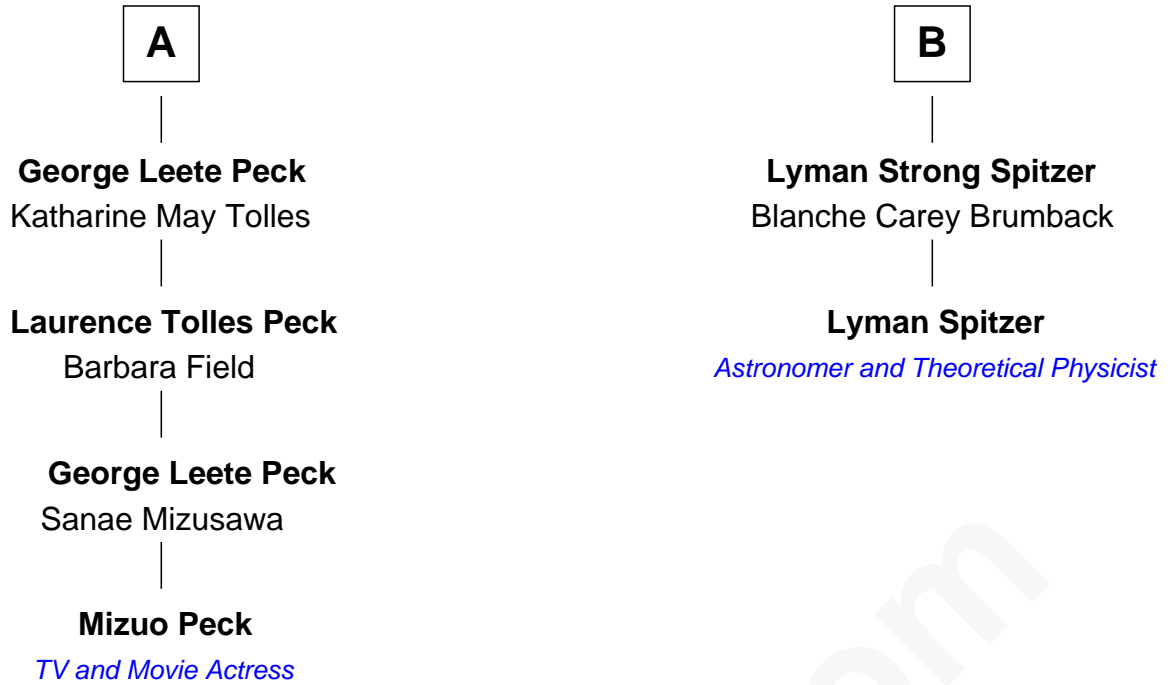 A
George Leete Peck
Katharine May Tolles
Laurence Tolles Peck
Barbara Field
George Leete Peck
Sanae Mizusawa
Mizuo Peck
TV and Movie Actress
B
Lyman Strong Spitzer
Blanche Carey Brumback
Lyman Spitzer
Astronomer and Theoretical Physicist
om